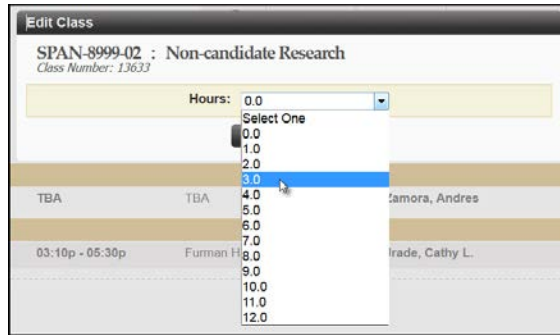 Edit Class
SPAN-8999-02 : Non-candidate Research
Class Number: 13633
Hours: 0.0
Select One
0.0
1.0
2.0
3.0
TBA TBA 4.0 Zamora, Andres
5.0
6.0
7.0
03:10p - 05:30p Furman 8.0 Cathy L.
9.0
10.0
11.0
12.0